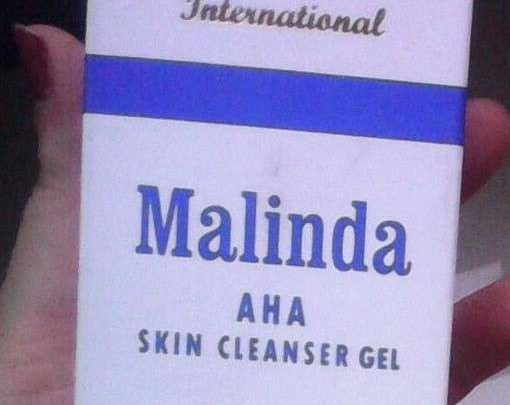 International
Malinda
AHA
SKIN CLEANSER GEL